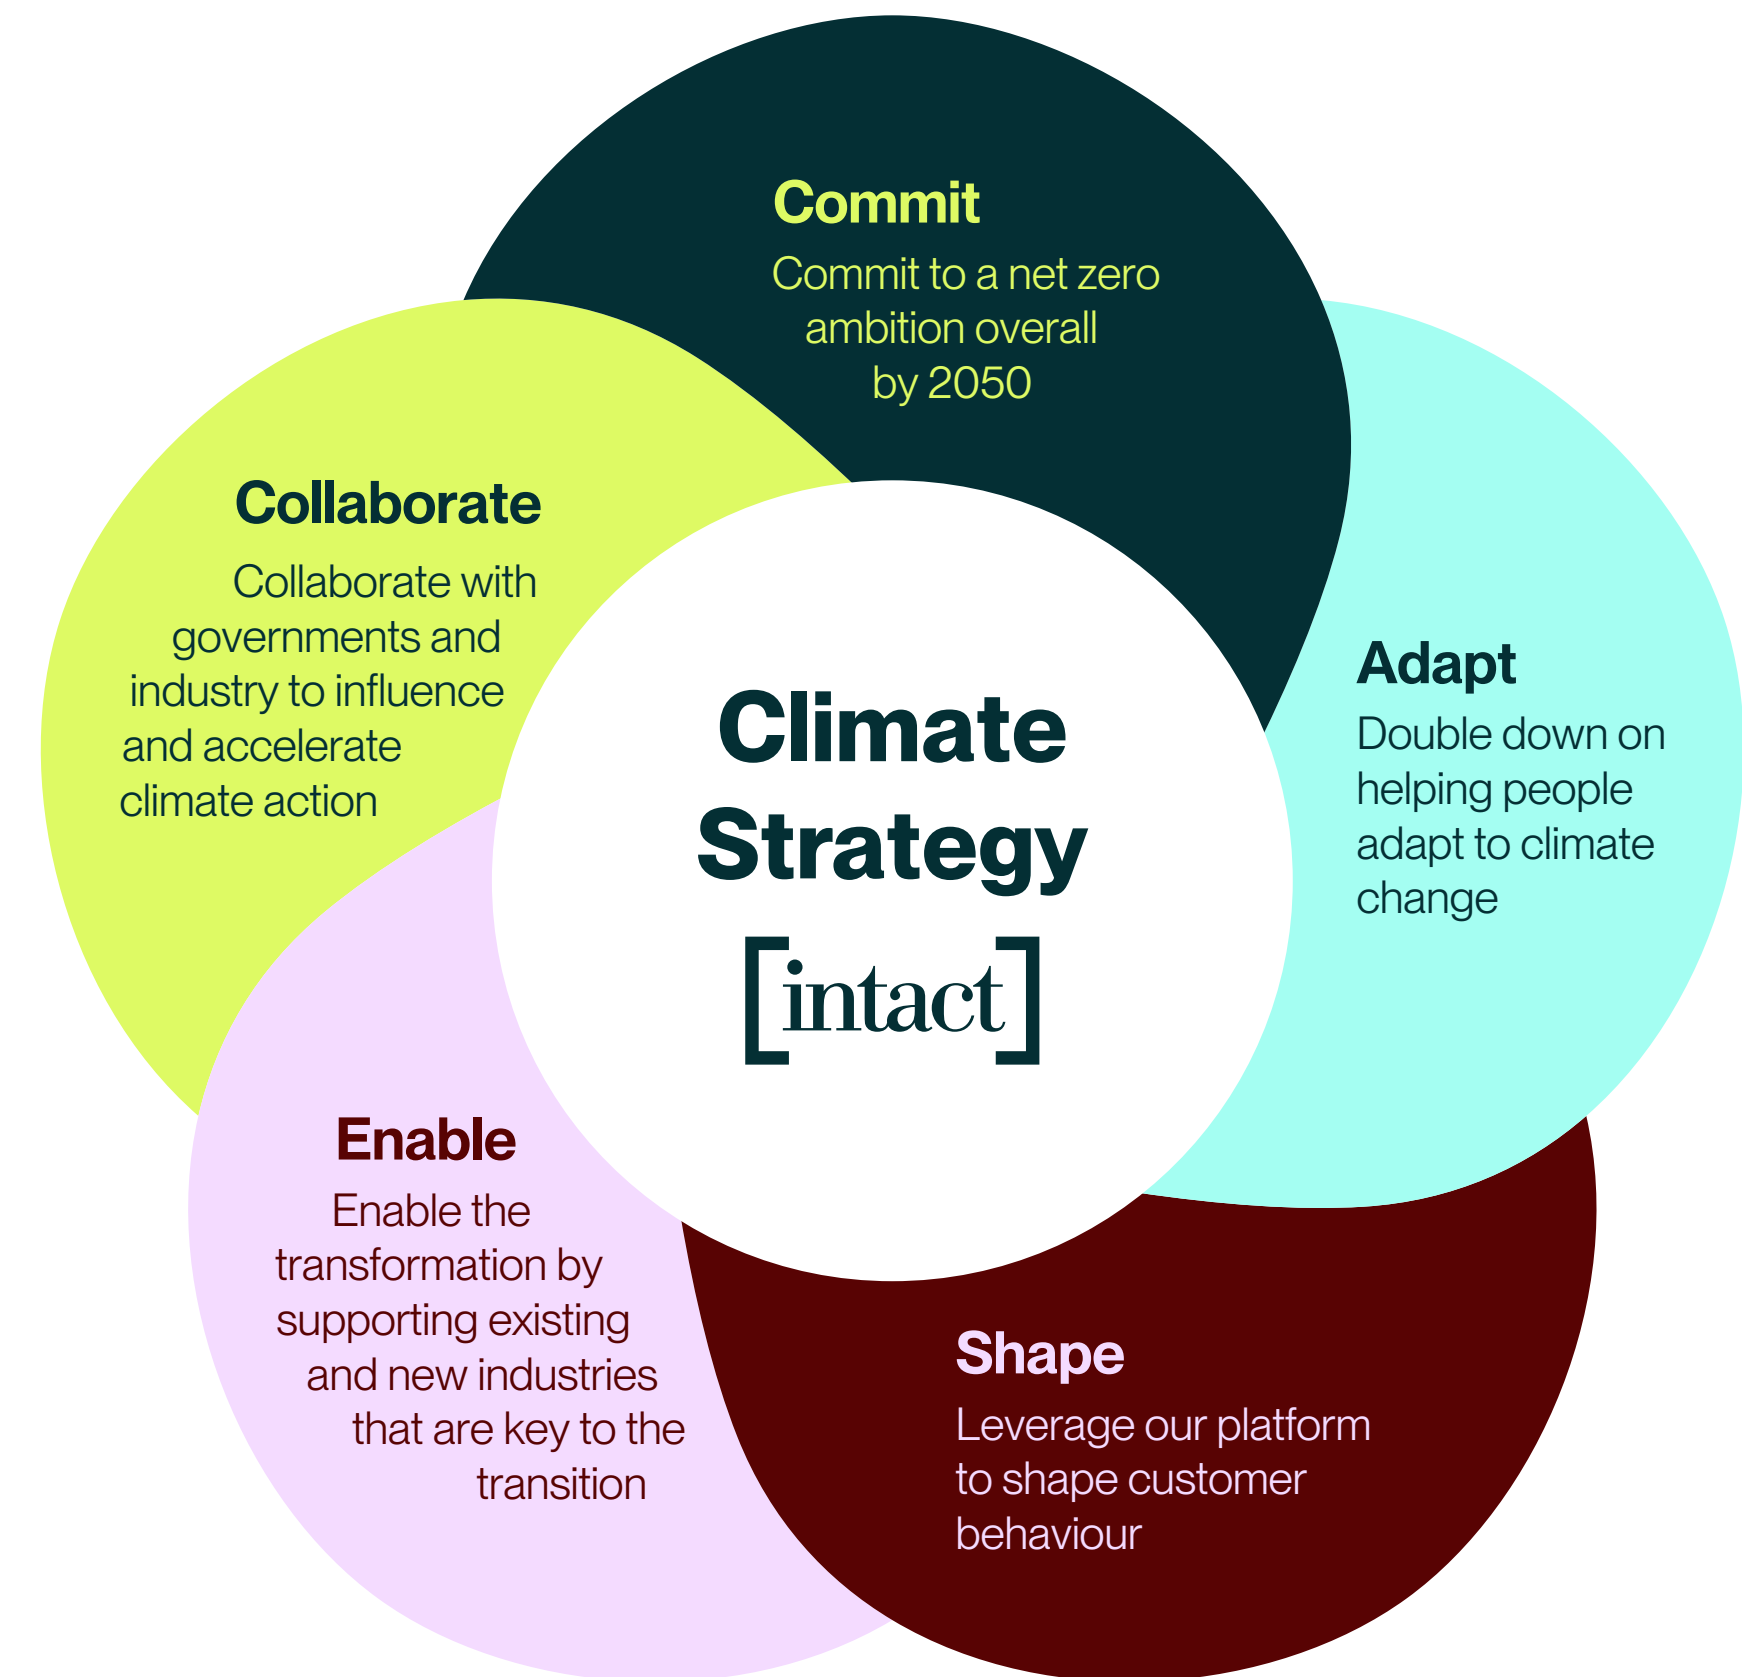 Commit
Commit to a net zero
ambition overall
by 2050
Adapt
Double down on
helping people
adapt to climate
change
Shape
Leverage our platform
to shape customer
behaviour
Enable
Enable the
transformation by
supporting existing
and new industries
that are key to the
transition
Collaborate
Collaborate with
governments and
industry to influence
and accelerate
climate action
Climate
Strategy
[intact]